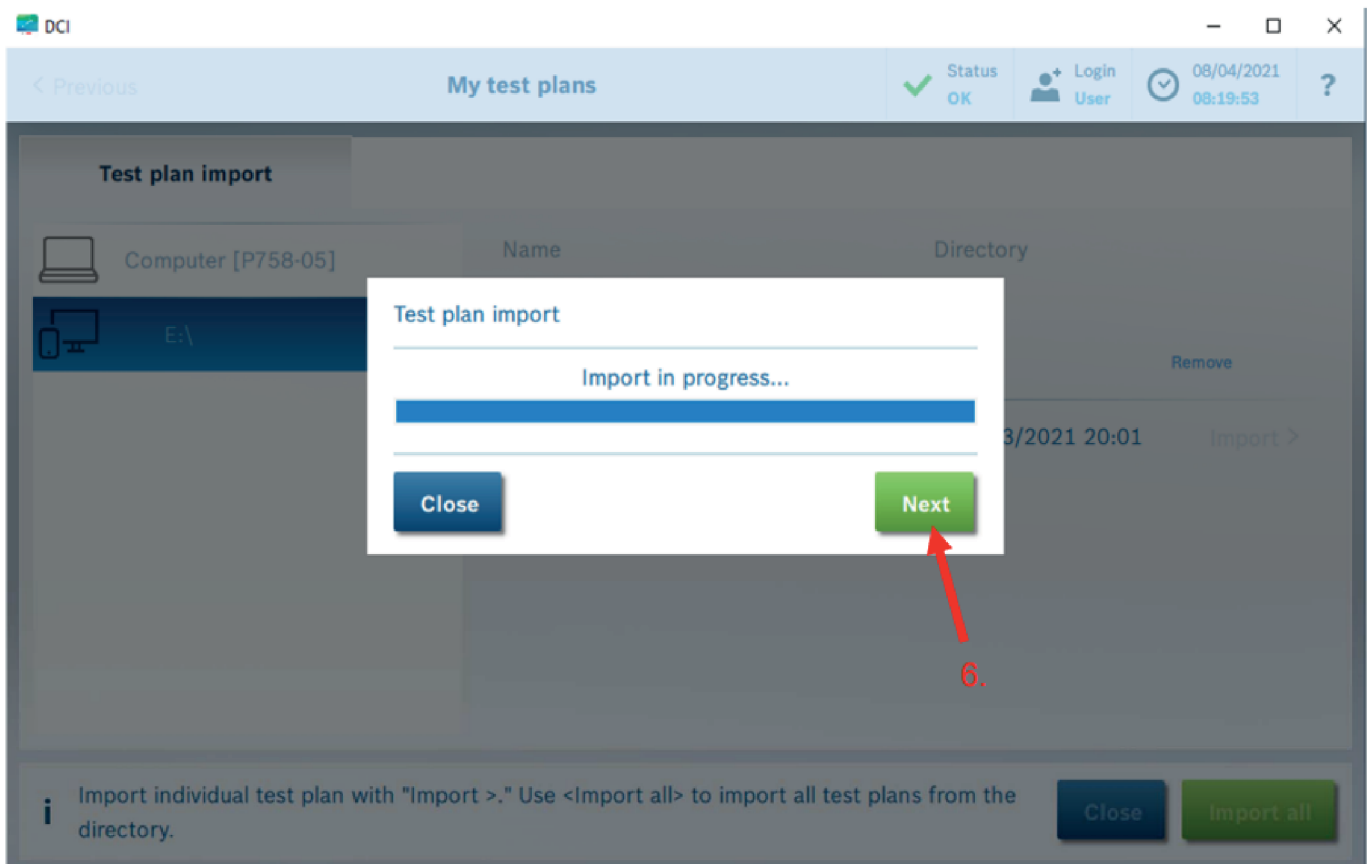 DCI
< Previous
My test plans
Status
OK
Login
User
08/04/2021
08:19:53
?
Test plan import
Computer [P758-05]
E:\
Name
Directory
Remove
3/2021 20:01
Import >
Test plan import
Import in progress...
Close
Next
6.
i
Import individual test plan with "Import >." Use <Import all> to import all test plans from the
directory.
Close
Import all